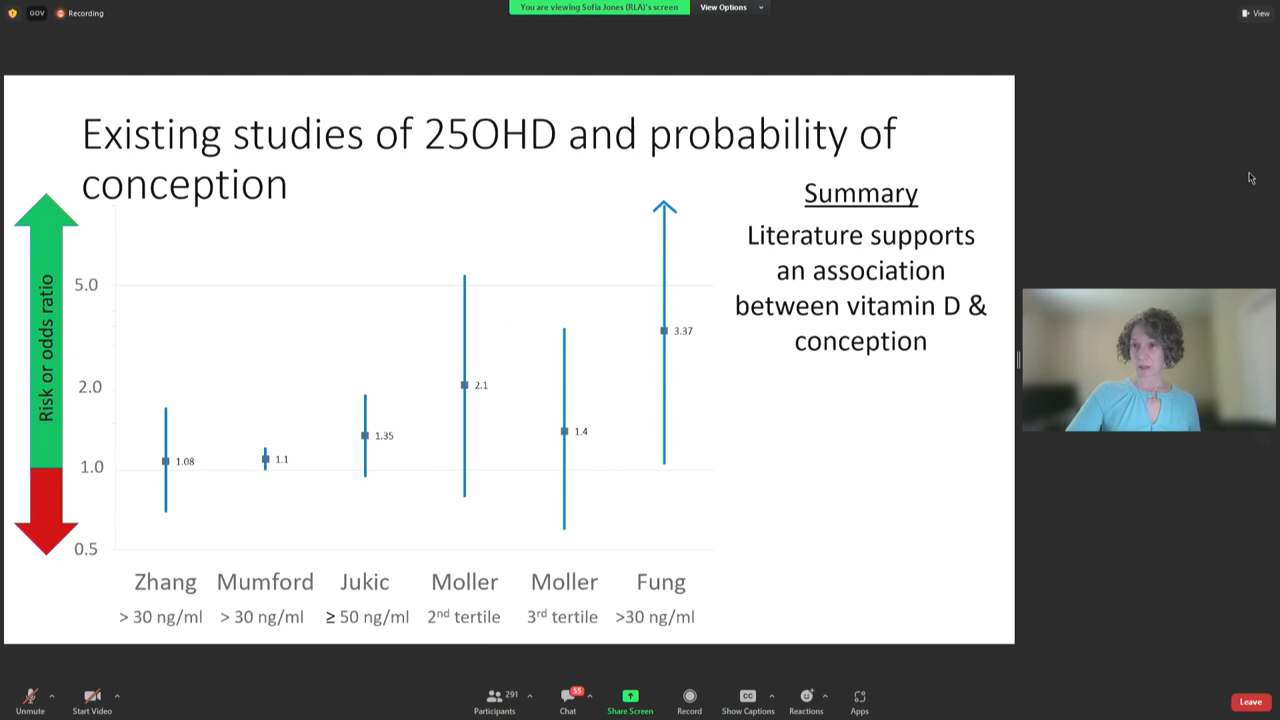 GOV
Recording
You are viewing Sofia Jones (RLA)'s screen
View Options
View
Existing studies of 25OHD and probability of
conception
Risk or odds ratio
5.0
2.0
1.0
0.5
1.08
1.1
1.35
2.1
1.4
3.37
Zhang
Mumford
Jukic
Moller
Moller
Fung
> 30 ng/ml
> 30 ng/ml
≥ 50 ng/ml
2nd tertile
3rd tertile
>30 ng/ml
Summary
Literature supports
an association
between vitamin D &
conception
Unmute
Start Video
291
Participants
55
Chat
Share Screen
Record
CC
Show Captions
Reactions
Apps
Leave